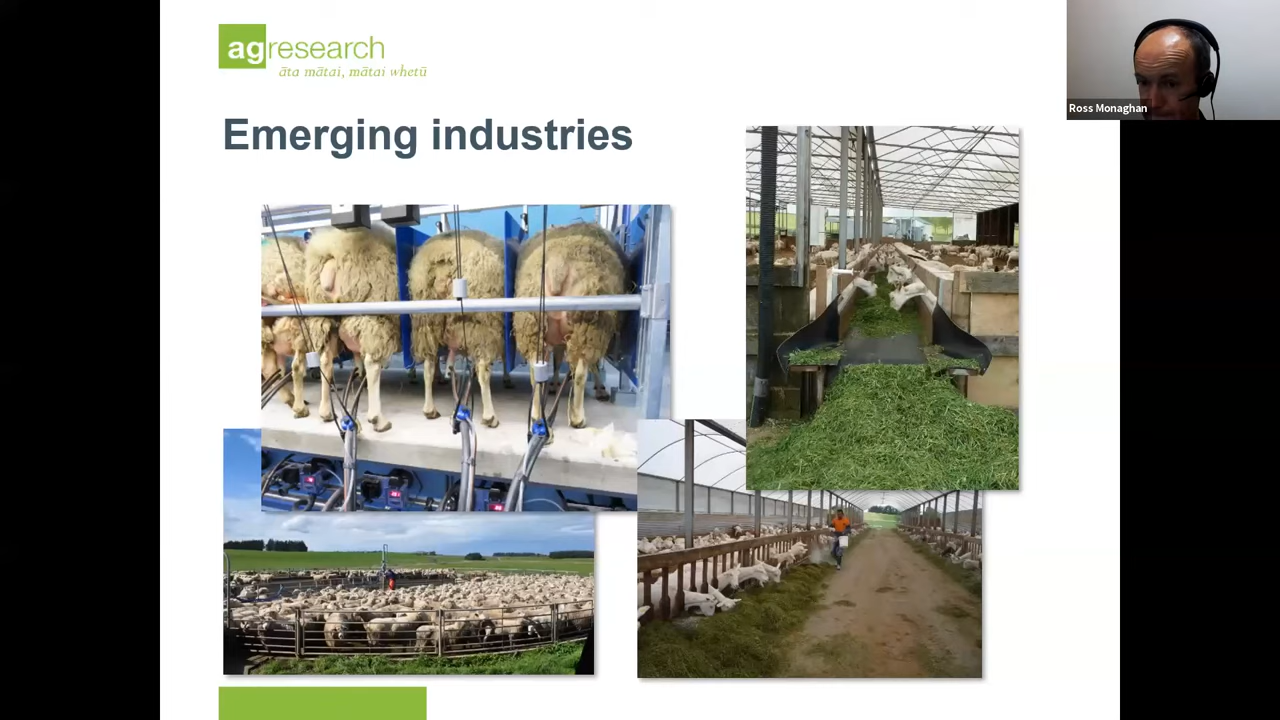 agresearch
āta mātai, mātai whetū
Ross Monaghan
Emerging industries